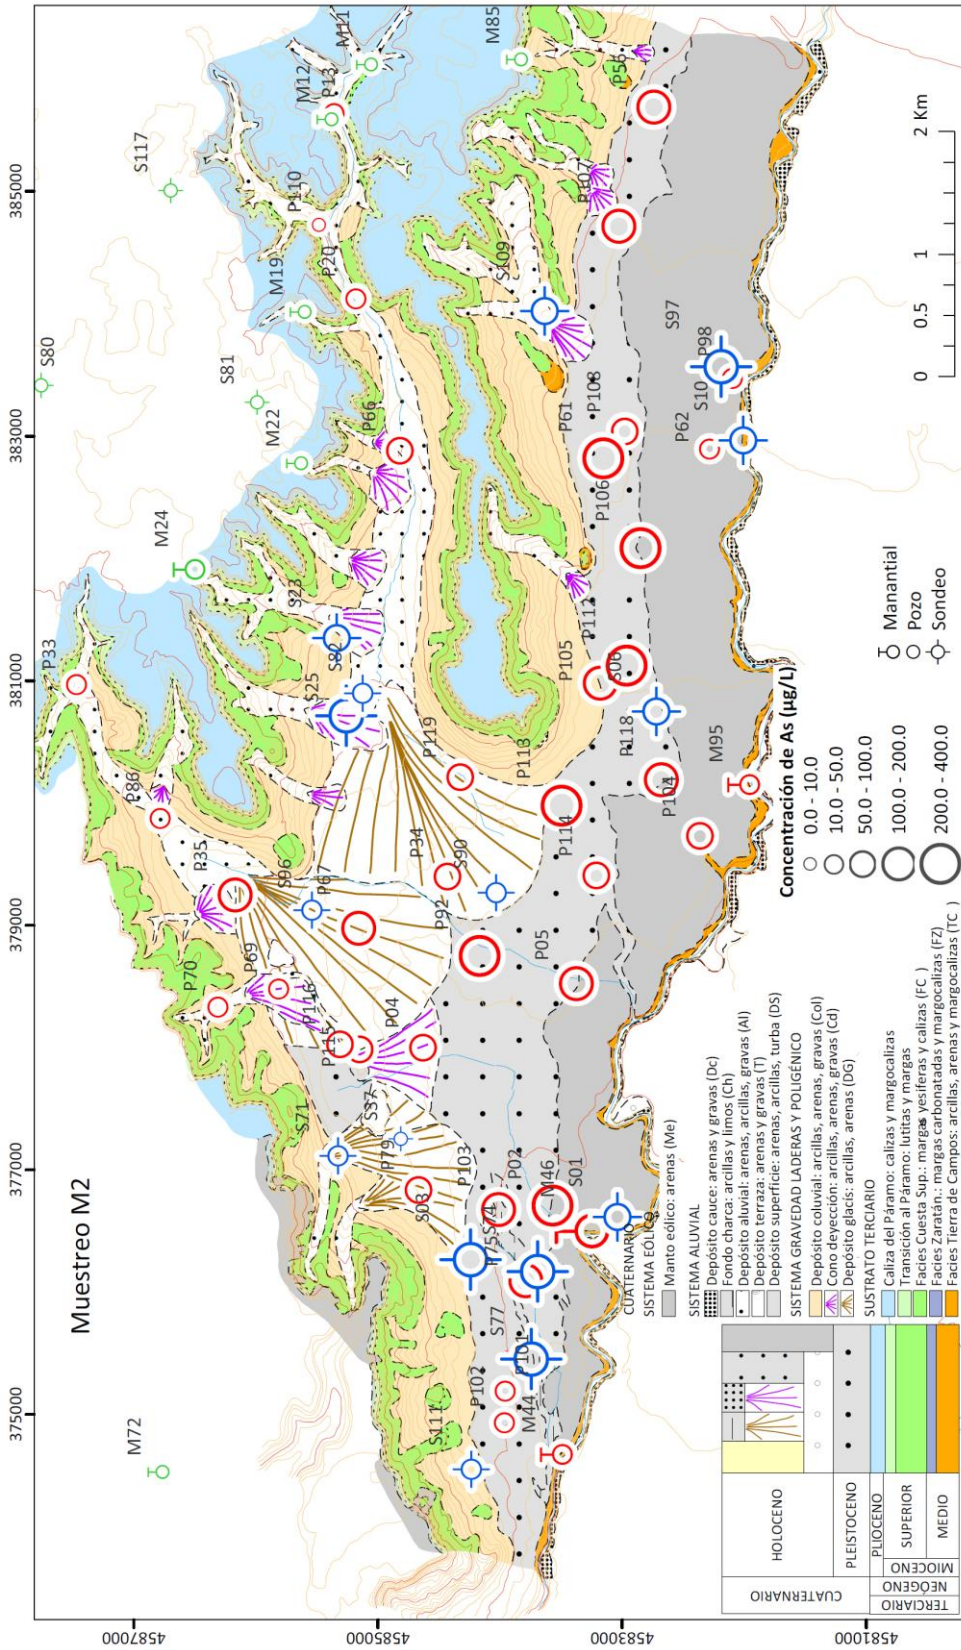 Muestreo M2
375000
377000
379000
381000
383000
385000
4587000
4585000
4583000
4581000
M72
M24
M22
S81
S80
M19
S117
P110
M12
P13
M11
M85
P33
P86
P35
S96
P67
P69
P70
P116
P115
P04
S71
S37
P79
P103
S03
S23
S82
S25
P119
P34
S90
P92
P05
P113
P114
P66
P20
S109
P107
P56
P61
P108
P106
P112
P105
S06
P118
P104
M95
S97
P98
S10
P62
P02
M46
S01
S74
P75
S77
P101
P102
M44
S111
Concentración de As (µg/L)
0.0 - 10.0
10.0 - 50.0
50.0 - 100.0
100.0 - 200.0
200.0 - 400.0
Manantial
Pozo
Sondeo
0 0.5 1 2 Km
CUATERNARIO
SISTEMA EÓLICO
Manto eólico: arenas (Me)
SISTEMA ALUVIAL
Depósito cauce: arenas y gravas (Dc)
Fondo charca: arcillas y limos (Ch)
Depósito aluvial: arenas, arcillas, gravas (Al)
Depósito terraza: arenas y gravas (T)
Depósito superficie: arenas, arcillas, turba (DS)
SISTEMA GRAVEDAD LADERAS Y POLIGÉNICO
Depósito coluvial: arcillas, arenas, gravas (Col)
Cono deyección: arcillas, arenas, gravas (Cd)
Depósito glacís: arcillas, arenas (DG)
SUSTRATO TERCIARIO
Caliza del Páramo: calizas y margocalizas
Transición al Páramo: lutitas y margas
Facies Cuesta Sup.: margas yesíferas y calizas (FC )
Facies Zaratán.: margas carbonatadas y margocalizas (FZ)
Facies Tierra de Campos: arcillas, arenas y margocalizas (TC )
CUATERNARIO
HOLOCENO
PLEISTOCENO
TERCIARIO
NEÓGENO
PLIOCENO
MIOCENO
SUPERIOR
MEDIO